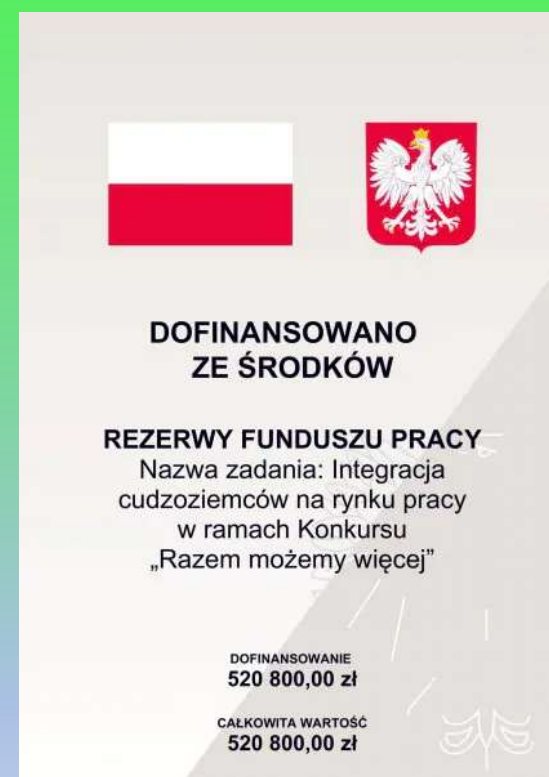 DOFINANSOWANO
ZE ŚRODKÓW
REZERWY FUNDUSZU PRACY
Nazwa zadania: Integracja
cudzoziemców na rynku pracy
w ramach Konkursu
„Razem możemy więcej”
DOFINANSOWANIE
520 800,00 zł
CAŁKOWITA WARTOŚĆ
520 800,00 zł